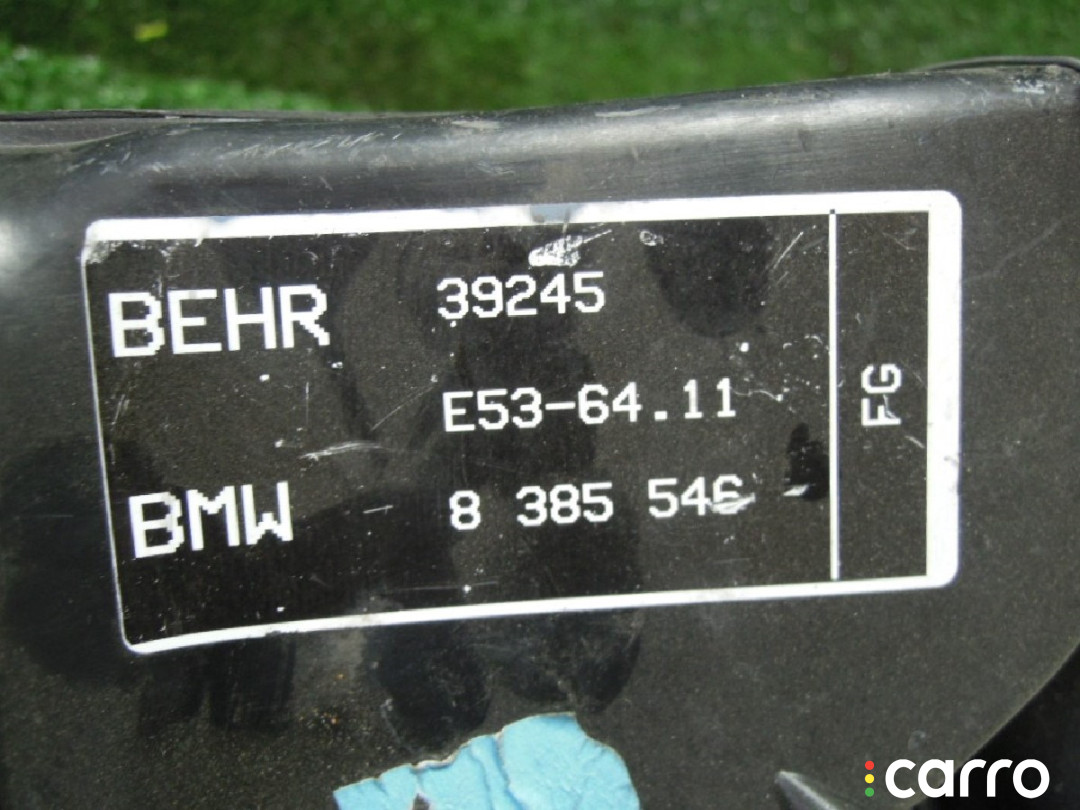 BEHR 39245
E53-64.11
BMW 8 385 546
FG
carro